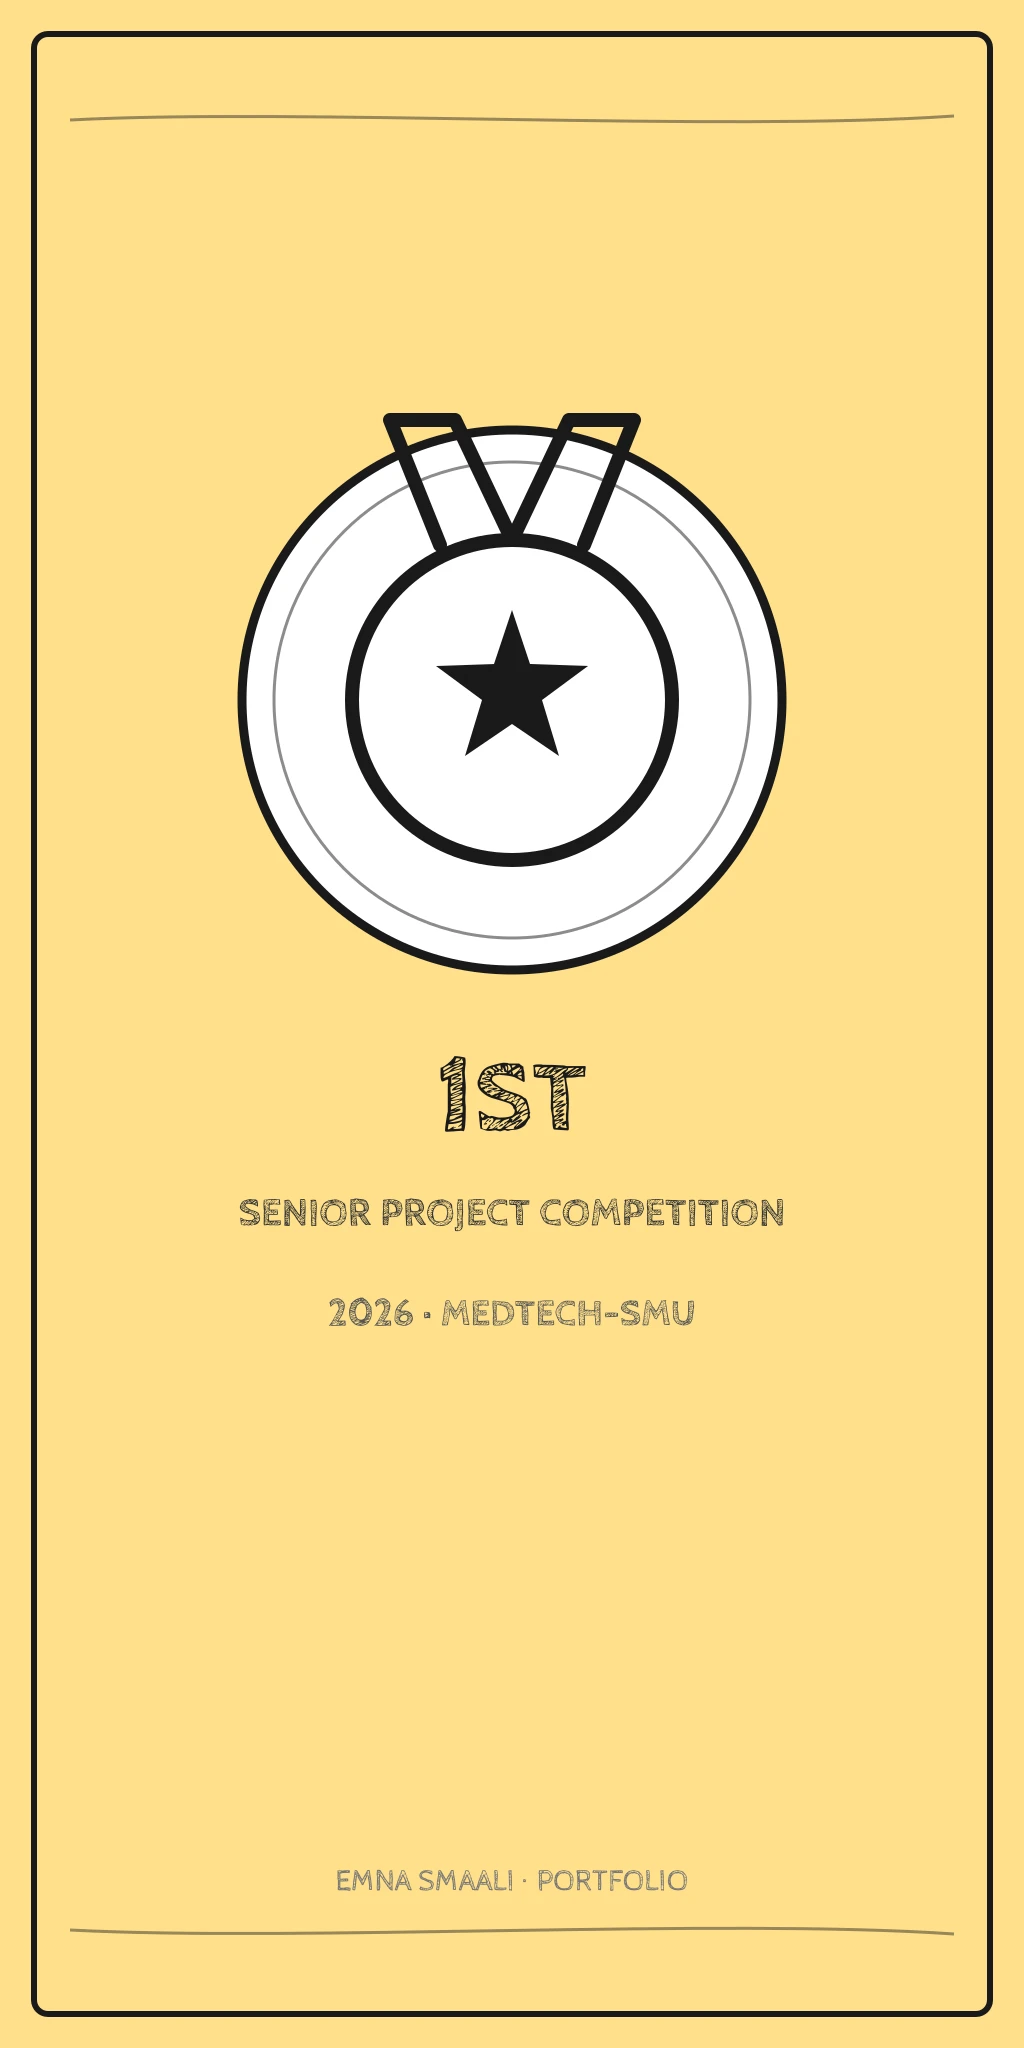 1ST
SENIOR PROJECT COMPETITION
2026 · MEDTECH-SMU
EMNA SMAALI · PORTFOLIO